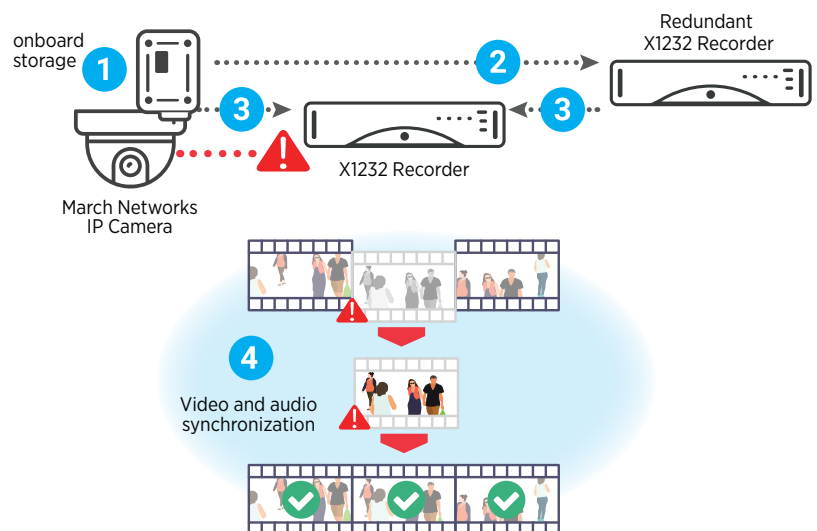 onboard
storage
1
2
Redundant
X1232 Recorder
3
3
!
X1232 Recorder
March Networks
IP Camera
!
4
Video and audio
synchronization
!